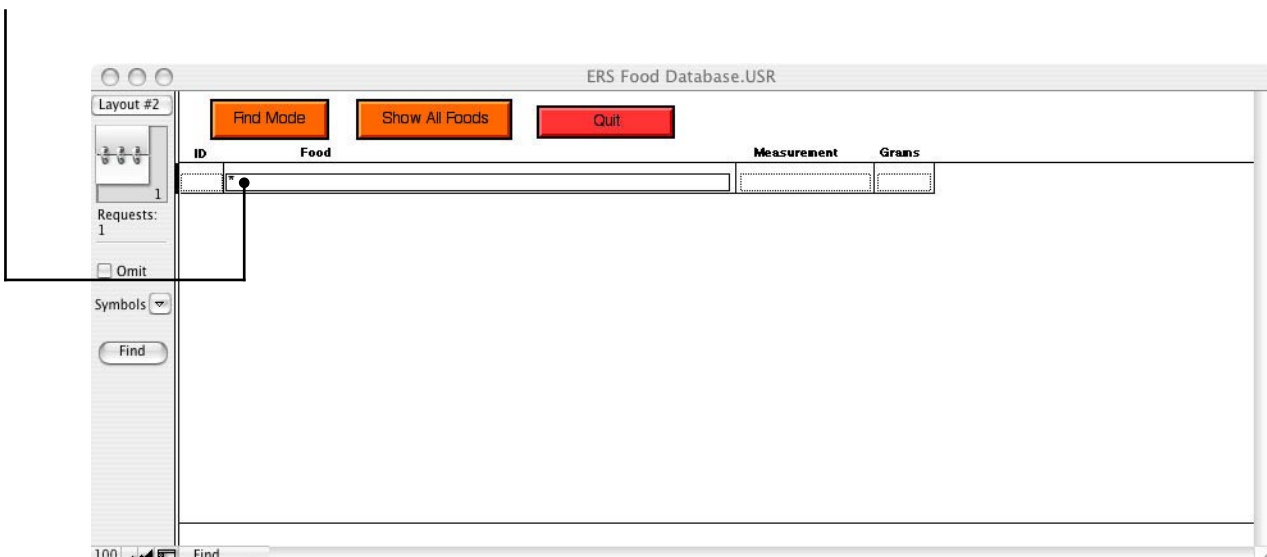 ERS Food Database.USR
Layout #2
Find Mode Show All Foods Quit
ID Food Measurement Grams
"
1
Requests:
1
Omit
Symbols
Find
100 Find